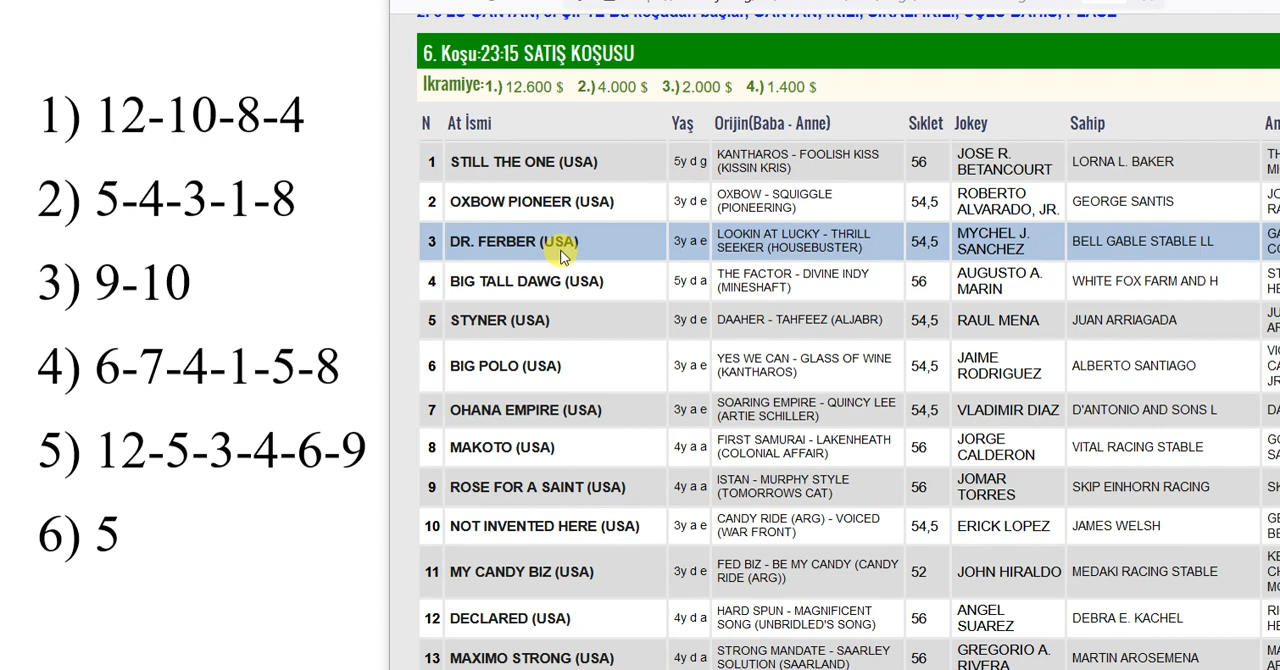 1) 12-10-8-4
2) 5-4-3-1-8
3) 9-10
4) 6-7-4-1-5-8
5) 12-5-3-4-6-9
6) 5
6. Koşu:23:15 SATIŞ KOŞUSU
İkramiye:1.) 12.600 $ 2.) 4.000 $ 3.) 2.000 $ 4.) 1.400 $
N At İsmi Yaş Orijin(Baba - Anne) Sıklet Jokey Sahip
1 STILL THE ONE (USA) 5y d g KANTHAROS - FOOLISH KISS (KISSIN KRIS) 56 JOSE R. BETANCOURT LORNA L. BAKER
2 OXBOW PIONEER (USA) 3y d e OXBOW - SQUIGGLE (PIONEERING) 54,5 ROBERTO ALVARADO, JR. GEORGE SANTIS
3 DR. FERBER (USA) 3y a e LOOKIN AT LUCKY - THRILL SEEKER (HOUSEBUSTER) 54,5 MYCHEL J. SANCHEZ BELL GABLE STABLE LL
4 BIG TALL DAWG (USA) 5y d a THE FACTOR - DIVINE INDY (MINESHAFT) 56 AUGUSTO A. MARIN WHITE FOX FARM AND H
5 STYNER (USA) 3y d e DAAHER - TAHFEEZ (ALJABR) 54,5 RAUL MENA JUAN ARRIAGADA
6 BIG POLO (USA) 3y a e YES WE CAN - GLASS OF WINE (KANTHAROS) 54,5 JAIME RODRIGUEZ ALBERTO SANTIAGO
7 OHANA EMPIRE (USA) 3y a e SOARING EMPIRE - QUINCY LEE (ARTIE SCHILLER) 54,5 VLADIMIR DIAZ D'ANTONIO AND SONS L
8 MAKOTO (USA) 4y a a FIRST SAMURAI - LAKENHEATH (COLONIAL AFFAIR) 56 JORGE CALDERON VITAL RACING STABLE
9 ROSE FOR A SAINT (USA) 4y a a ISTAN - MURPHY STYLE (TOMORROWS CAT) 56 JOMAR TORRES SKIP EINHORN RACING
10 NOT INVENTED HERE (USA) 3y a e CANDY RIDE (ARG) - VOICED (WAR FRONT) 54,5 ERICK LOPEZ JAMES WELSH
11 MY CANDY BIZ (USA) 3y d e FED BIZ - BE MY CANDY (CANDY RIDE (ARG)) 52 JOHN HIRALDO MEDAKI RACING STABLE
12 DECLARED (USA) 4y d a HARD SPUN - MAGNIFICENT SONG (UNBRIDLED'S SONG) 56 ANGEL SUAREZ DEBRA E. KACHEL
13 MAXIMO STRONG (USA) 4y d a STRONG MANDATE - SAARLEY SOLUTION (SAARLAND) 56 GREGORIO A. RIVERA MARTIN AROSEMENA